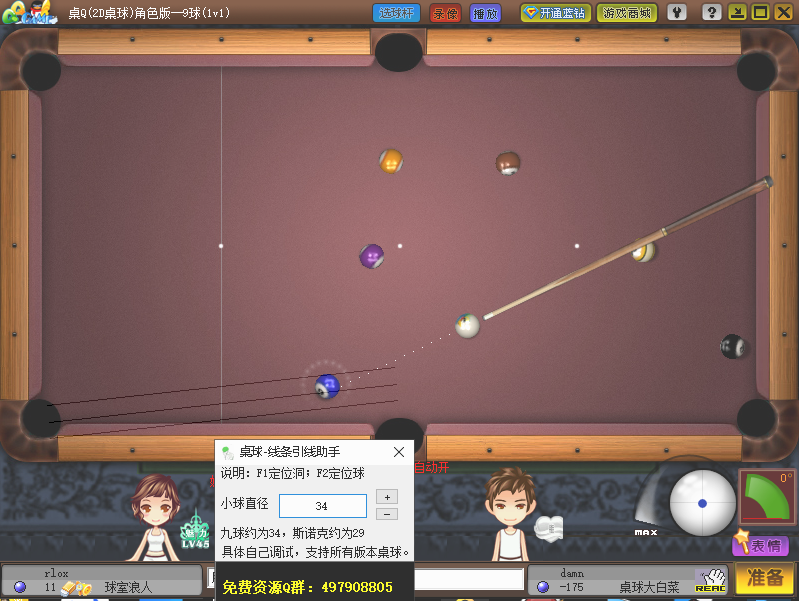 桌Q(2D桌球)角色版—9球(1v1)
选球杆
录像
播放
开通蓝钻
游戏商城
?
桌球-线条引线助手
说明：F1定位洞；F2定位球
自动开
小球直径
34
+
−
九球约为34，斯诺克约为29
具体自己调试，支持所有版本桌球。
免费资源Q群：497908805
魅力
LV45
MAX
0°
表情
rlox
11
球室浪人
damn
-175
桌球大白菜
READ
准备